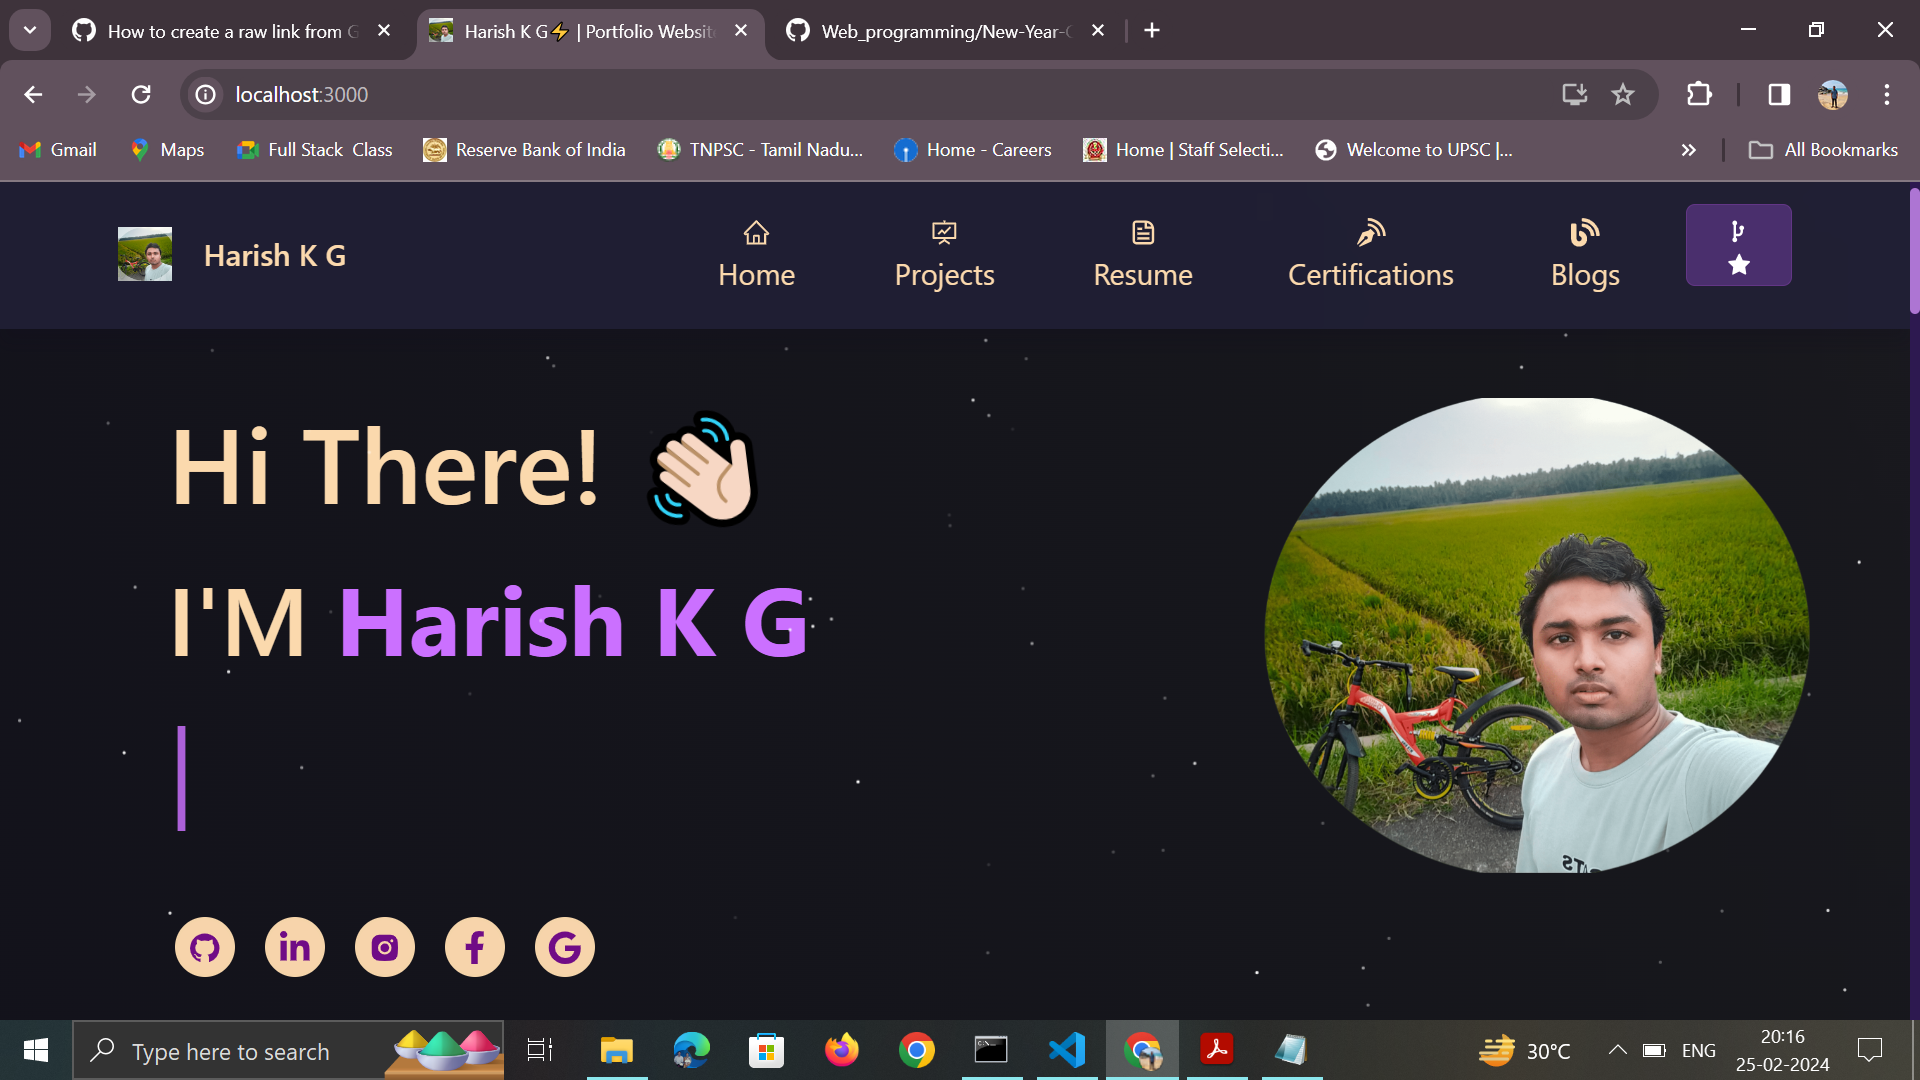 How to create a raw link from G
Harish K G⚡ | Portfolio Websit
Web_programming/New-Year-
localhost:3000
Gmail
Maps
Full Stack Class
Reserve Bank of India
TNPSC - Tamil Nadu...
Home - Careers
Home | Staff Selecti...
Welcome to UPSC |...
»
All Bookmarks
Harish K G
Home
Projects
Resume
Certifications
Blogs
Hi There!
I'M Harish K G
Type here to search
30°C
ENG
20:16
25-02-2024